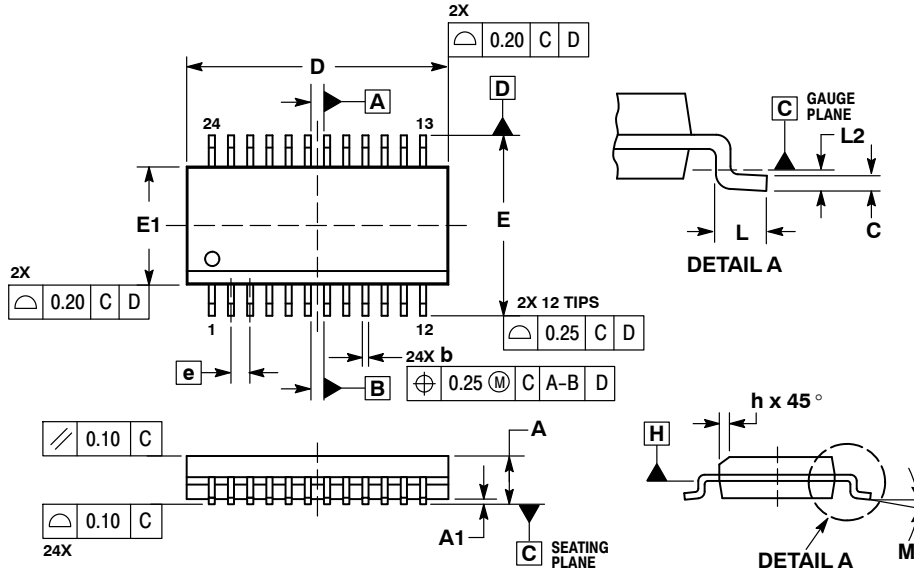 2X
⌓ 0.20 C D
D
A
D
24
13
C GAUGE PLANE
L2
E1
E
L
C
DETAIL A
2X
⌓ 0.20 C D
2X 12 TIPS
⌓ 0.25 C D
1
12
24X b
⌖ 0.25 Ⓜ C A-B D
e
B
h x 45°
⫽ 0.10 C
A
H
⌓ 0.10 C
24X
A1
C SEATING PLANE
M
DETAIL A